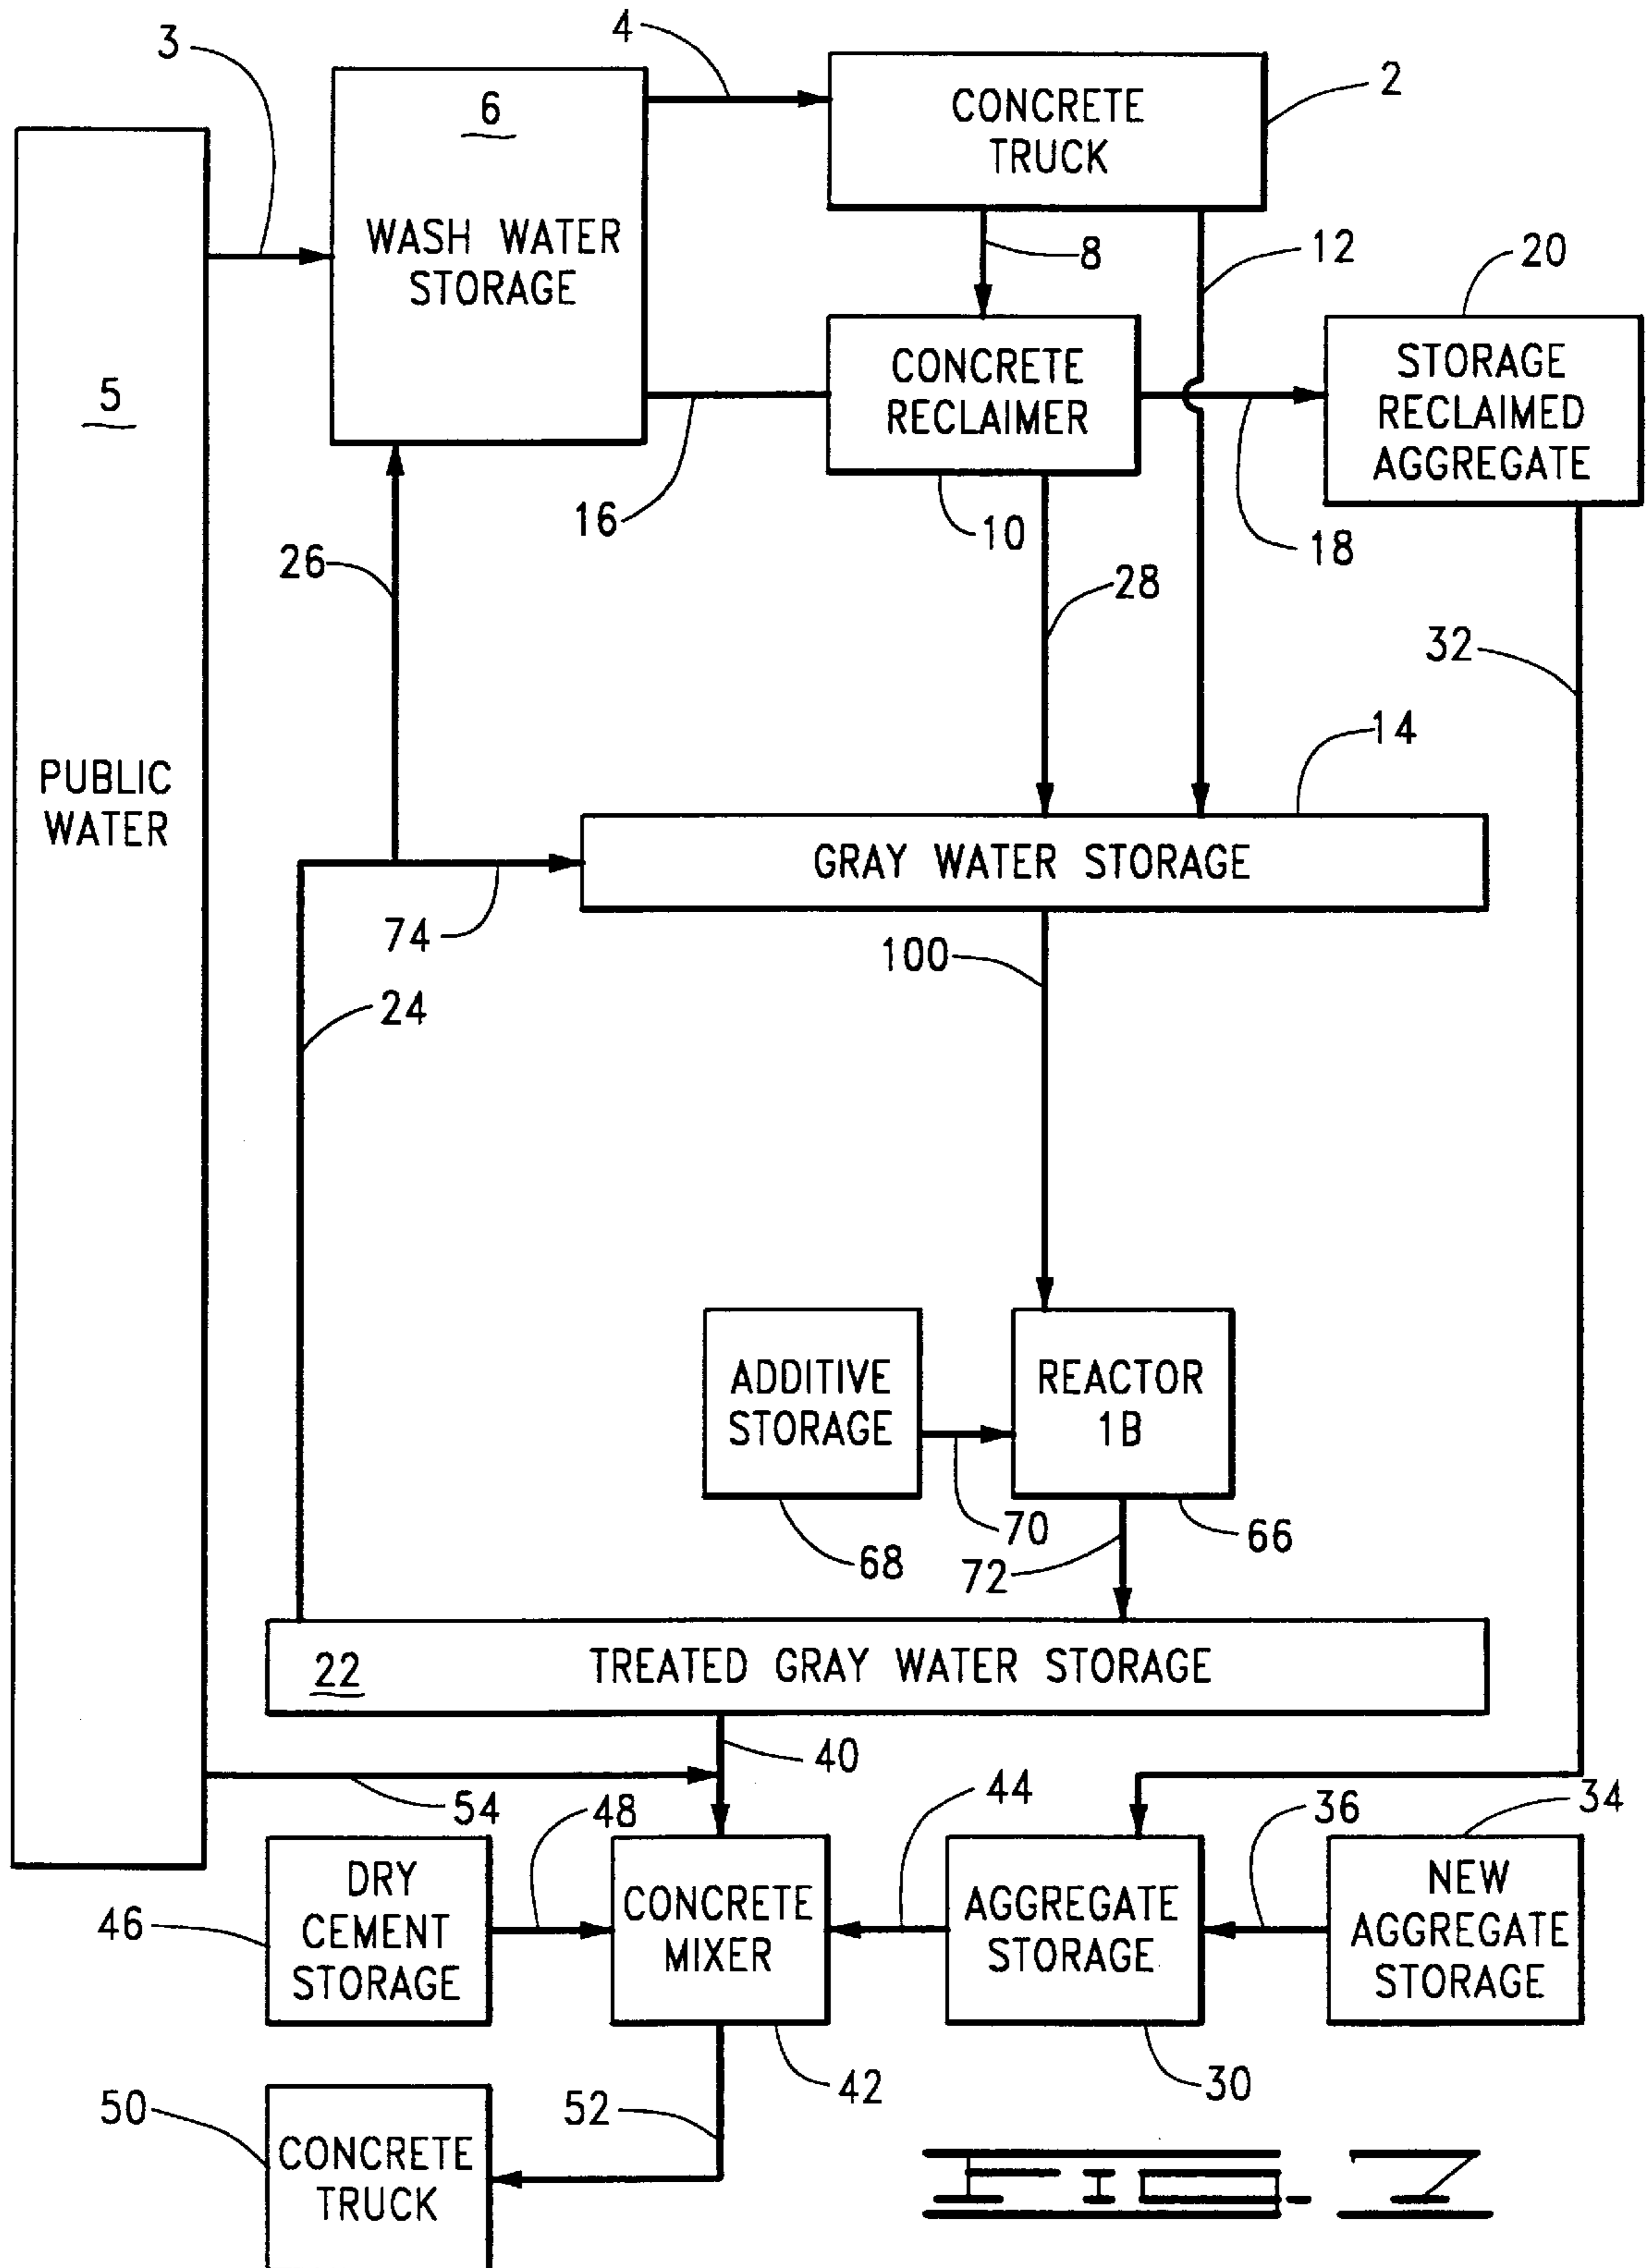 3
4
6
CONCRETE
TRUCK
2
WASH WATER
STORAGE
8
12
20
5
CONCRETE
RECLAIMER
STORAGE
RECLAIMED
AGGREGATE
16
10
18
26
28
32
14
PUBLIC
WATER
GRAY WATER STORAGE
74
100
24
ADDITIVE
STORAGE
REACTOR
1B
70
66
68
72
22
TREATED GRAY WATER STORAGE
40
54
48
44
36
34
46
DRY
CEMENT
STORAGE
CONCRETE
MIXER
AGGREGATE
STORAGE
NEW
AGGREGATE
STORAGE
42
30
50
52
CONCRETE
TRUCK
FIG. 7